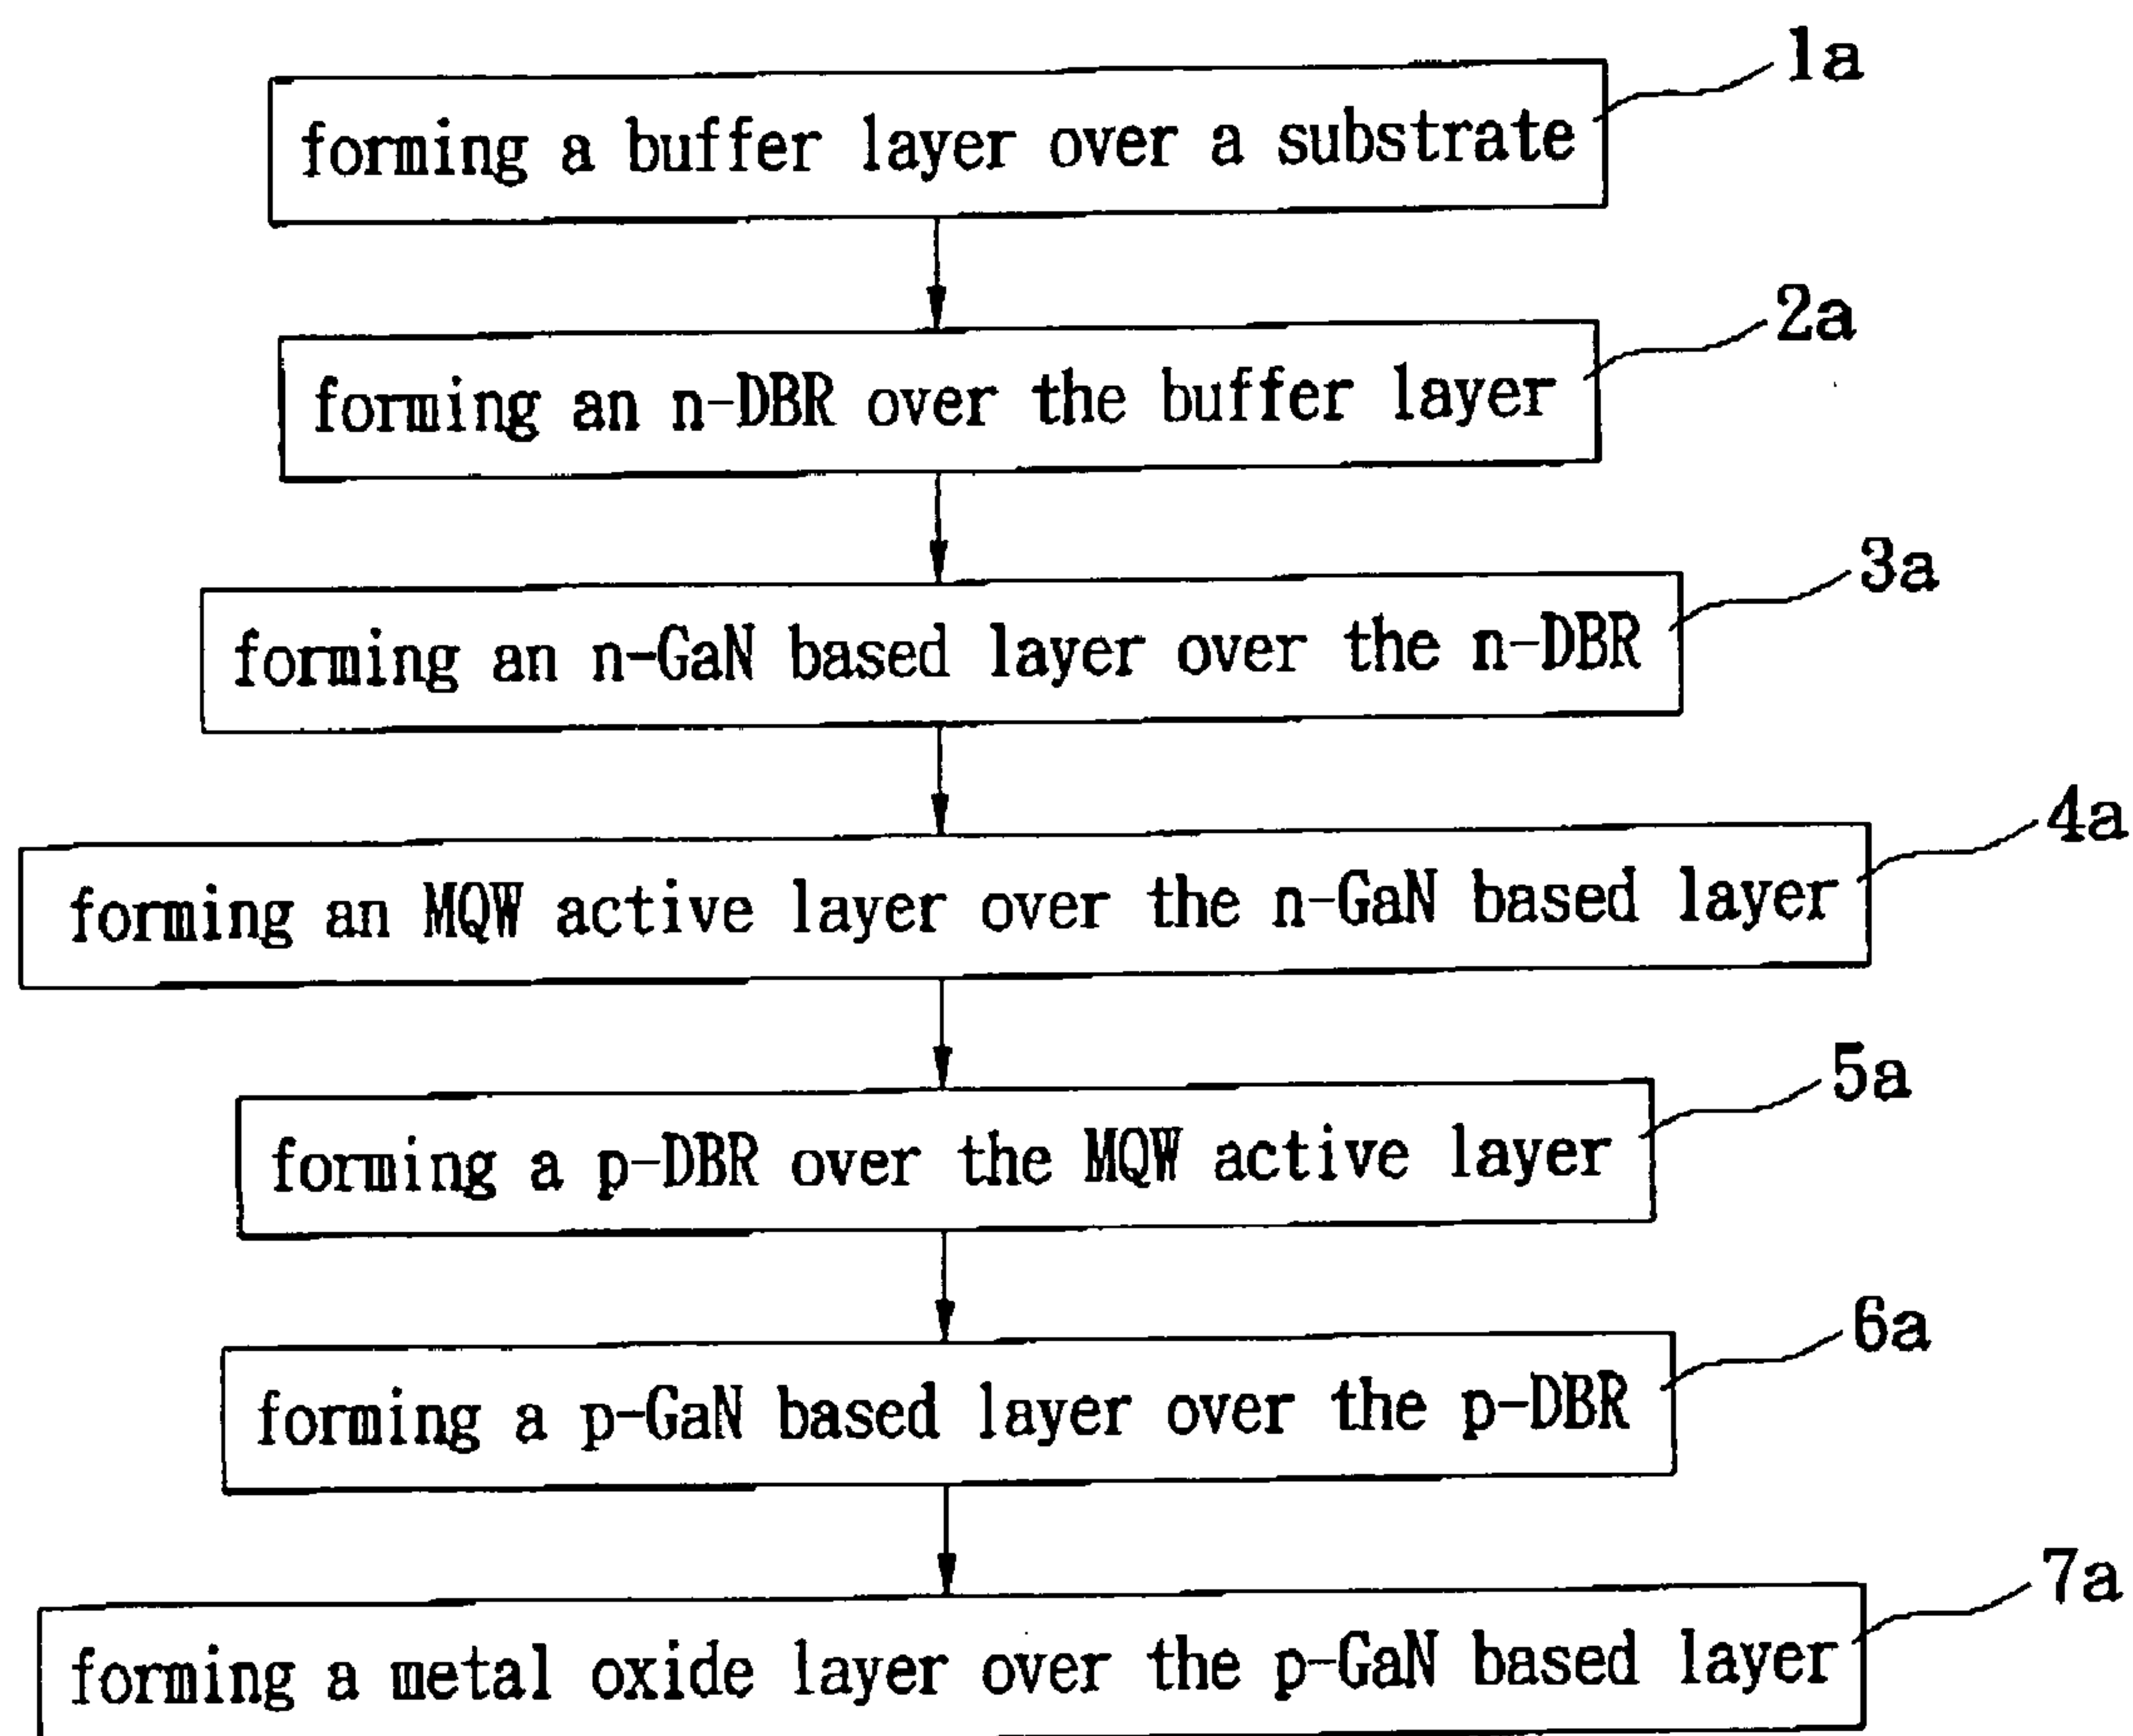 1a
forming a buffer layer over a substrate
2a
forming an n-DBR over the buffer layer
3a
forming an n-GaN based layer over the n-DBR
4a
forming an MQW active layer over the n-GaN based layer
5a
forming a p-DBR over the MQW active layer
6a
forming a p-GaN based layer over the p-DBR
7a
forming a metal oxide layer over the p-GaN based layer